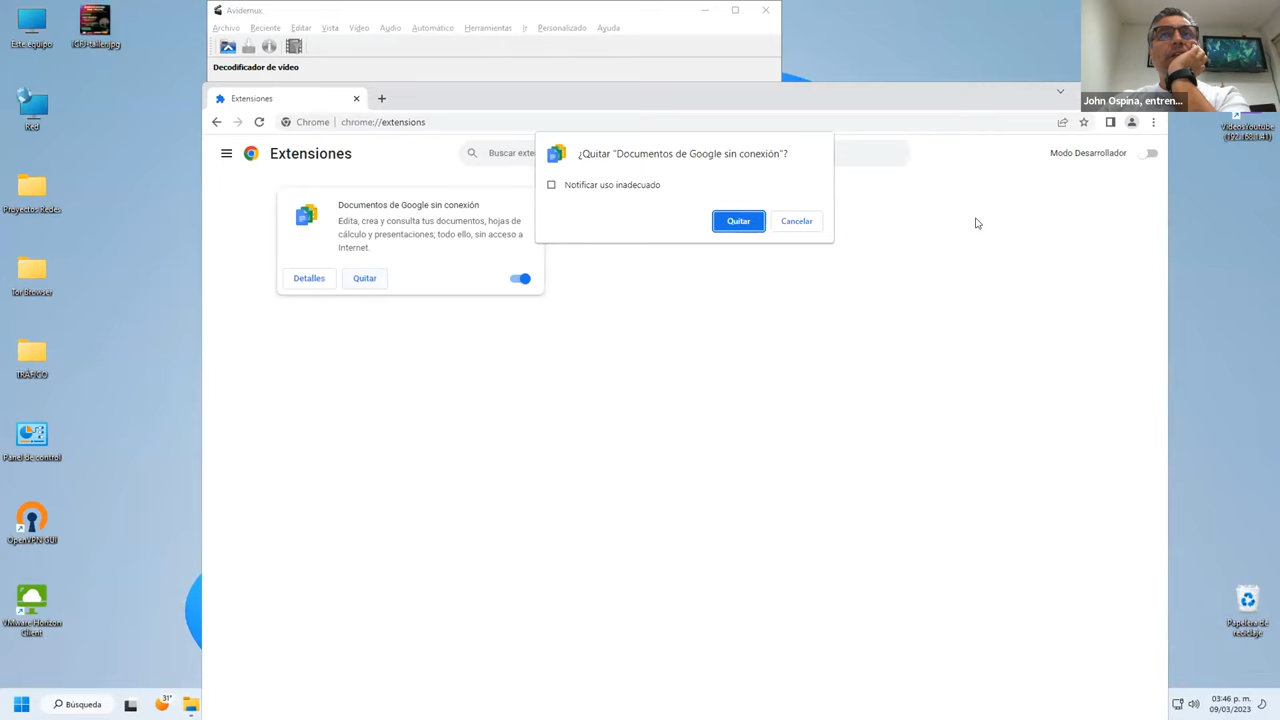 Este equipo
Red
Proyectos Redes
Tor Browser
TRÁFICO
Panel de control
OpenVPN GUI
VMware Horizon
Client
Avidemux
Archivo Reciente Editar Vista Vídeo Audio Automático Herramientas Ir Personalizado Ayuda
Decodificador de vídeo
Extensiones
Chrome chrome://extensions
Extensiones
Buscar exte
Modo Desarrollador
¿Quitar "Documentos de Google sin conexión"?
Notificar uso inadecuado
Quitar Cancelar
Documentos de Google sin conexión
Edita, crea y consulta tus documentos, hojas de
cálculo y presentaciones; todo ello, sin acceso a
Internet.
Detalles Quitar
John Ospina, entren...
VideosYoutube
Papelera de
reciclaje
31°
Búsqueda
03:46 p. m.
09/03/2023